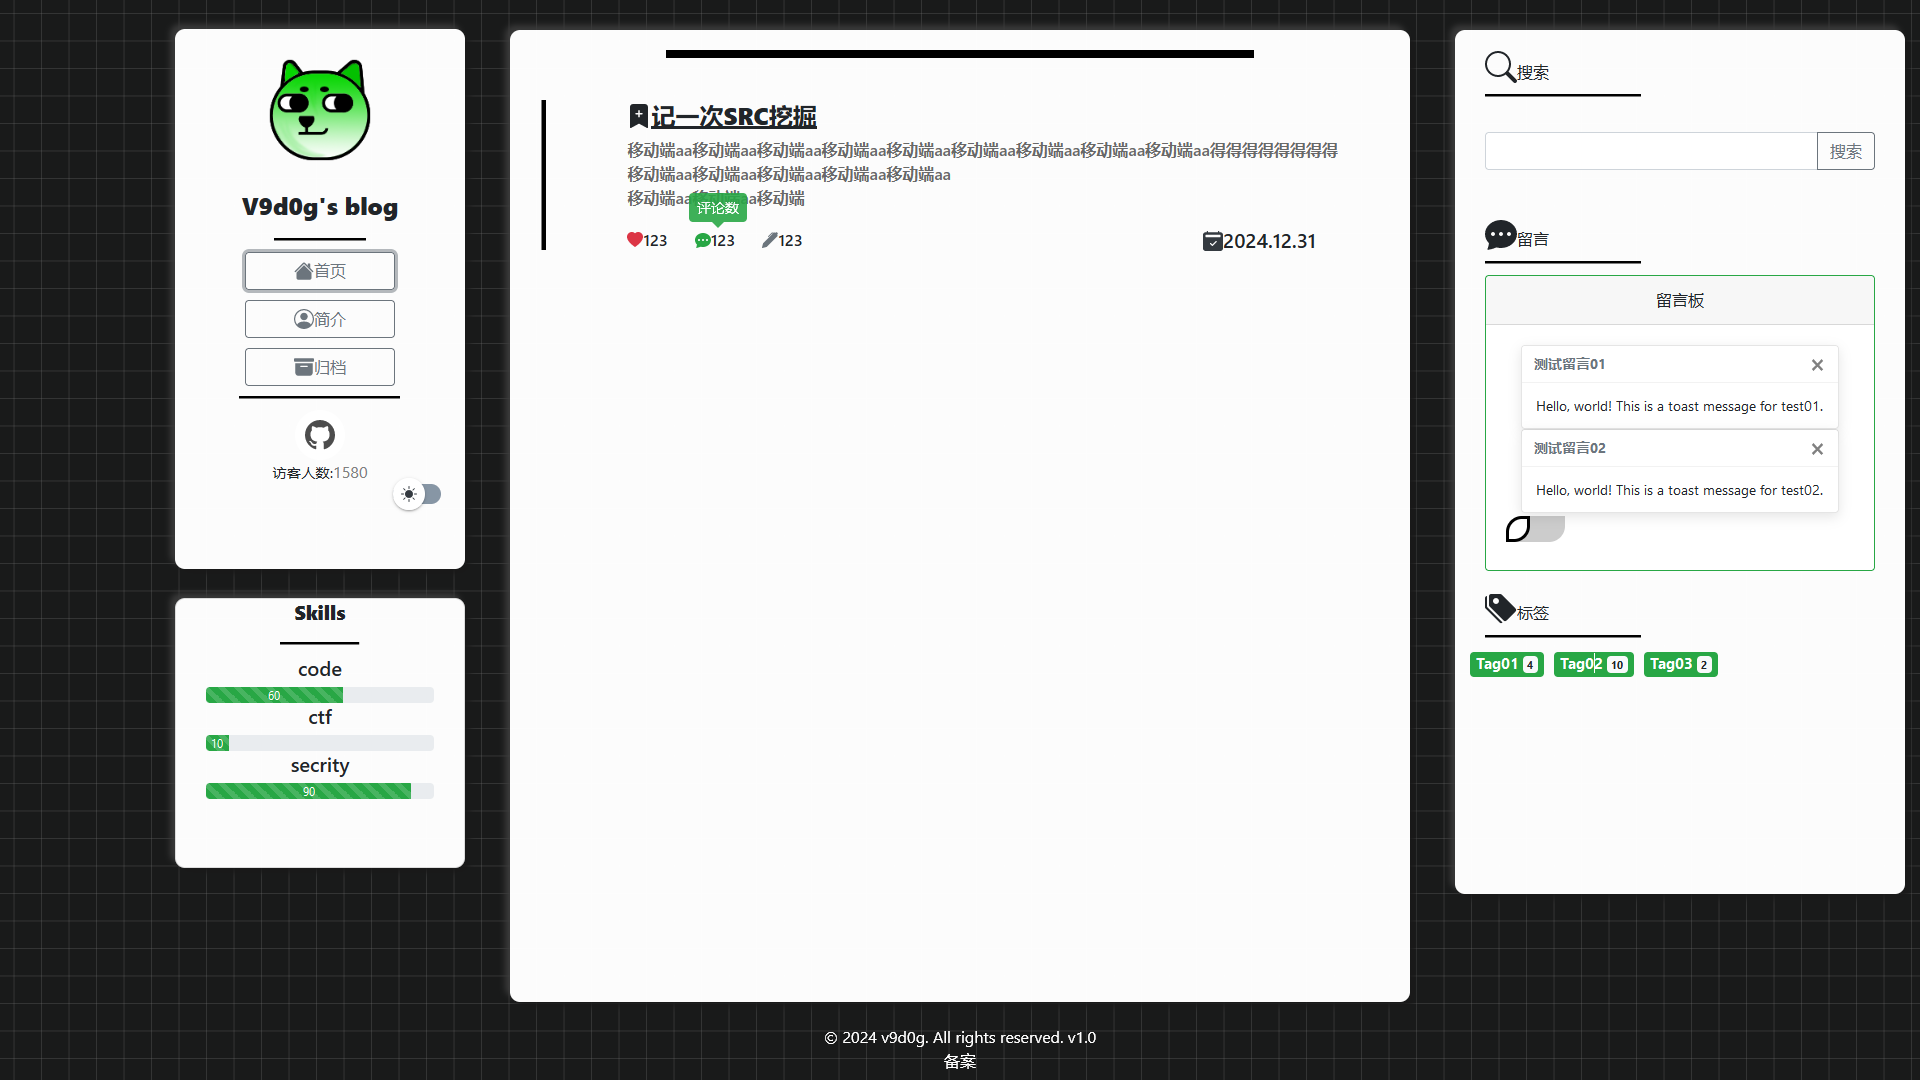 V9d0g's blog
首页
简介
归档
访客人数:1580
Skills
code
60
ctf
10
secrity
90
记一次SRC挖掘
移动端aa移动端aa移动端aa移动端aa移动端aa移动端aa移动端aa移动端aa移动端aa得得得得得得得得
移动端aa移动端aa移动端aa移动端aa移动端aa
移动端aa移动端aa移动端
评论数
123 123 123 2024.12.31
搜索
搜索
留言
留言板
测试留言01
Hello, world! This is a toast message for test01.
测试留言02
Hello, world! This is a toast message for test02.
标签
Tag01 4 Tag02 10 Tag03 2
© 2024 v9d0g. All rights reserved. v1.0
备案